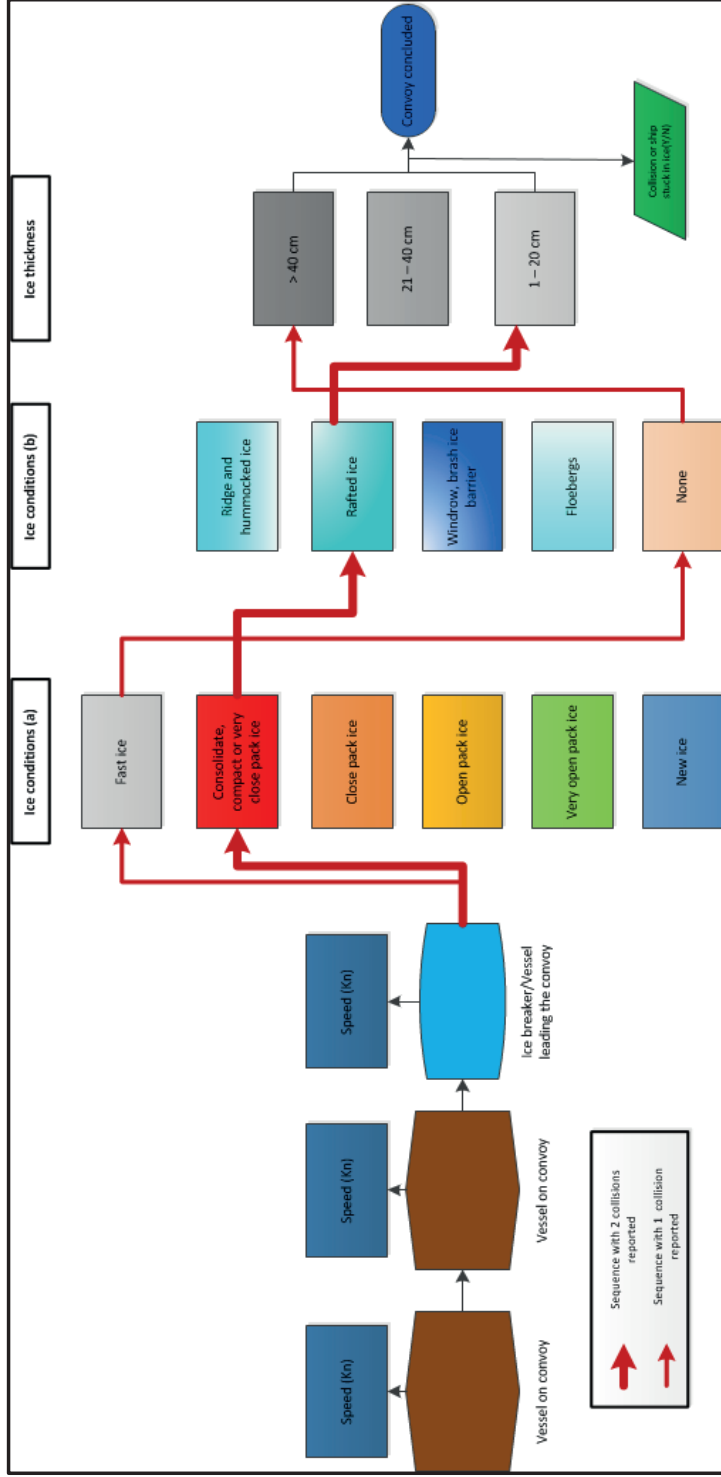 Ice conditions (a)
Ice conditions (b)
Ice thickness
Speed (Kn)
Vessel on convoy
Speed (Kn)
Vessel on convoy
Speed (Kn)
Ice breaker/Vessel
leading the convoy
Fast ice
Consolidate,
compact or very
close pack ice
Close pack ice
Open pack ice
Very open pack ice
New ice
Ridge and
hummocked ice
Rafted ice
Windrow, brash ice
barrier
Floebergs
None
> 40 cm
21 – 40 cm
1 – 20 cm
Convoy concluded
Collision or ship
stuck in ice(Y/N)
Sequence with 2 collisions
reported
Sequence with 1 collision
reported